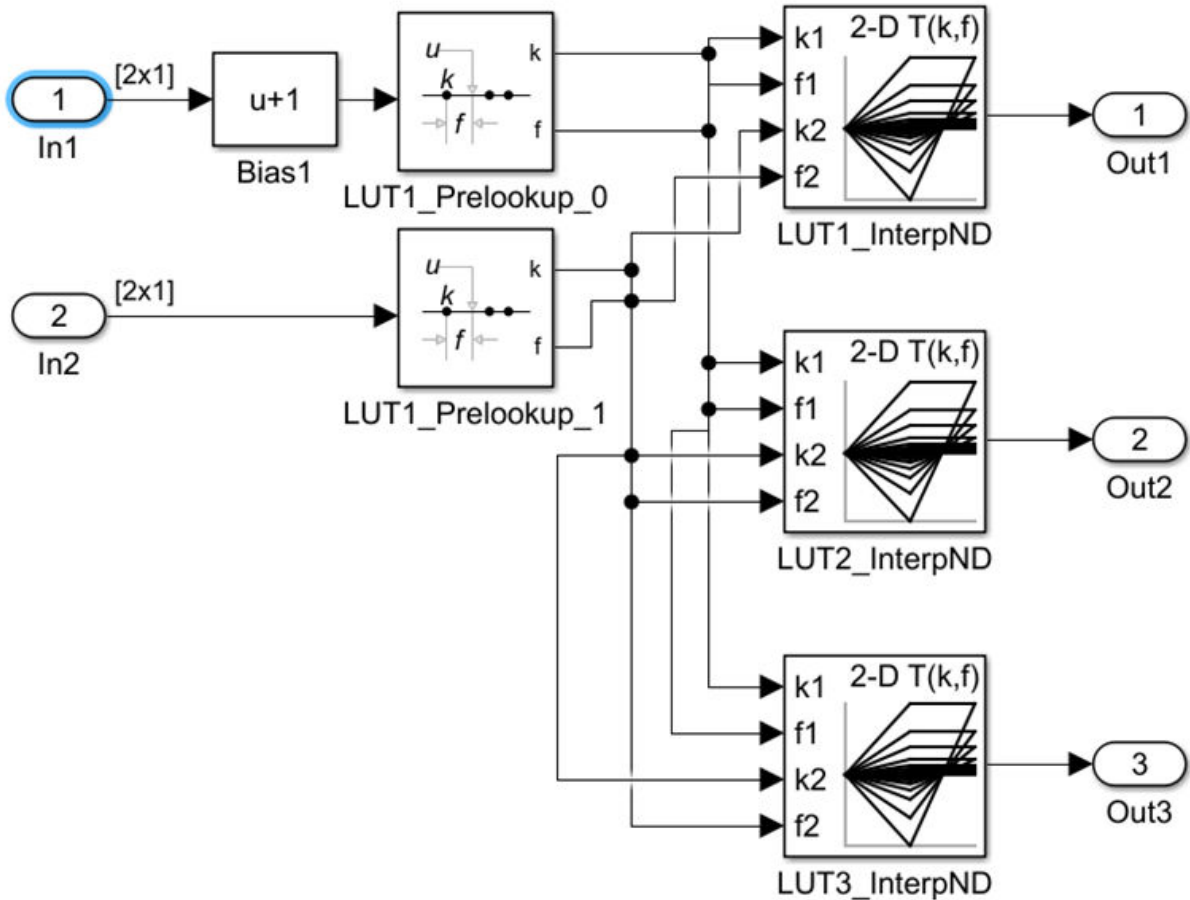 1
In1
[2x1]
u+1
Bias1
u
k
f
k
f
LUT1_Prelookup_0
2-D T(k,f)
k1
f1
k2
f2
LUT1_InterpND
1
Out1
2
In2
[2x1]
u
k
f
k
f
LUT1_Prelookup_1
2-D T(k,f)
k1
f1
k2
f2
LUT2_InterpND
2
Out2
2-D T(k,f)
k1
f1
k2
f2
LUT3_InterpND
3
Out3